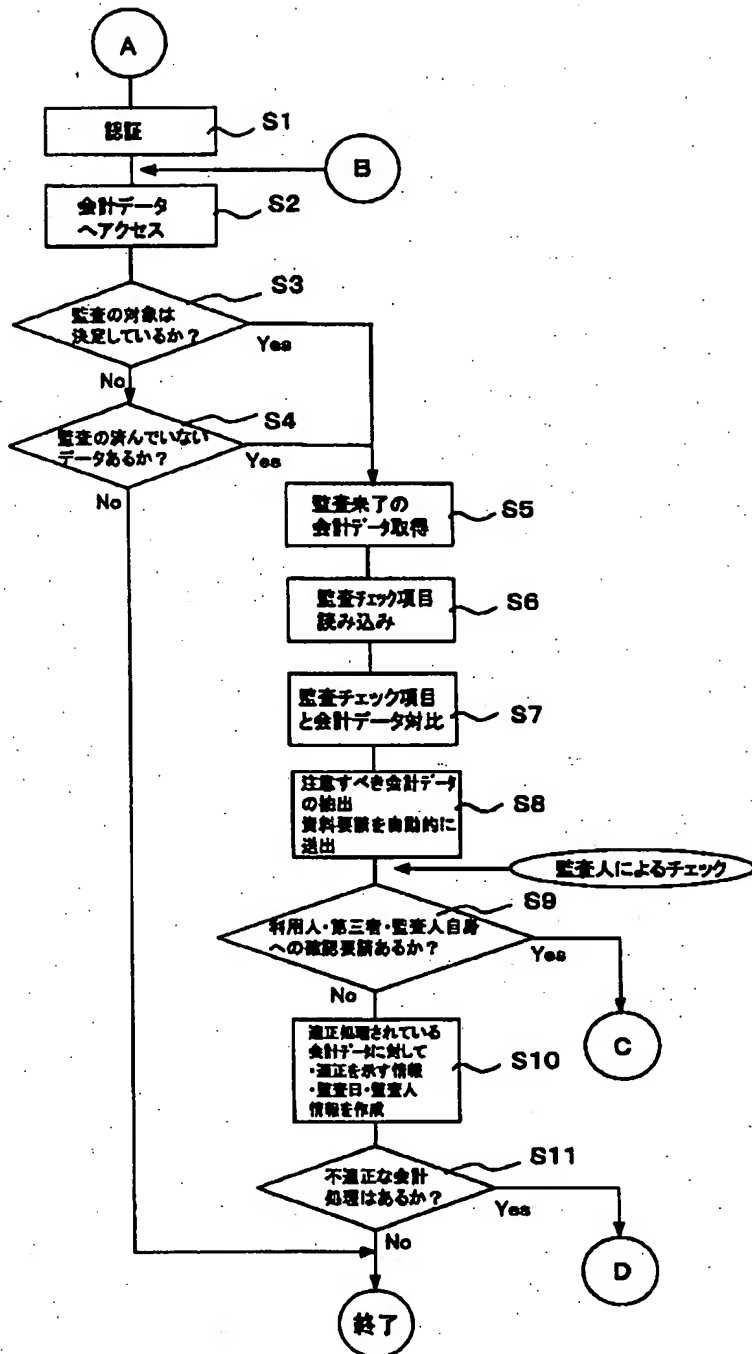 A
認証
S1
B
会計データ
へアクセス
S2
S3
監査の対象は
決定しているか?
Yes
No
S4
監査の済んでいない
データあるか?
Yes
No
監査未了の
会計データ取得
S5
監査チェック項目
読み込み
S6
監査チェック項目
と会計データ対比
S7
注意すべき会計データ
の抽出
資料要請を自動的に
送出
S8
監査人によるチェック
S9
利用人・第三者・監査人自身
への確認要請あるか?
Yes
No
C
適正処理されている
会計データに対して
・適正を示す情報
・監査日・監査人
情報を作成
S10
S11
不適正な会計
処理はあるか?
Yes
No
D
終了